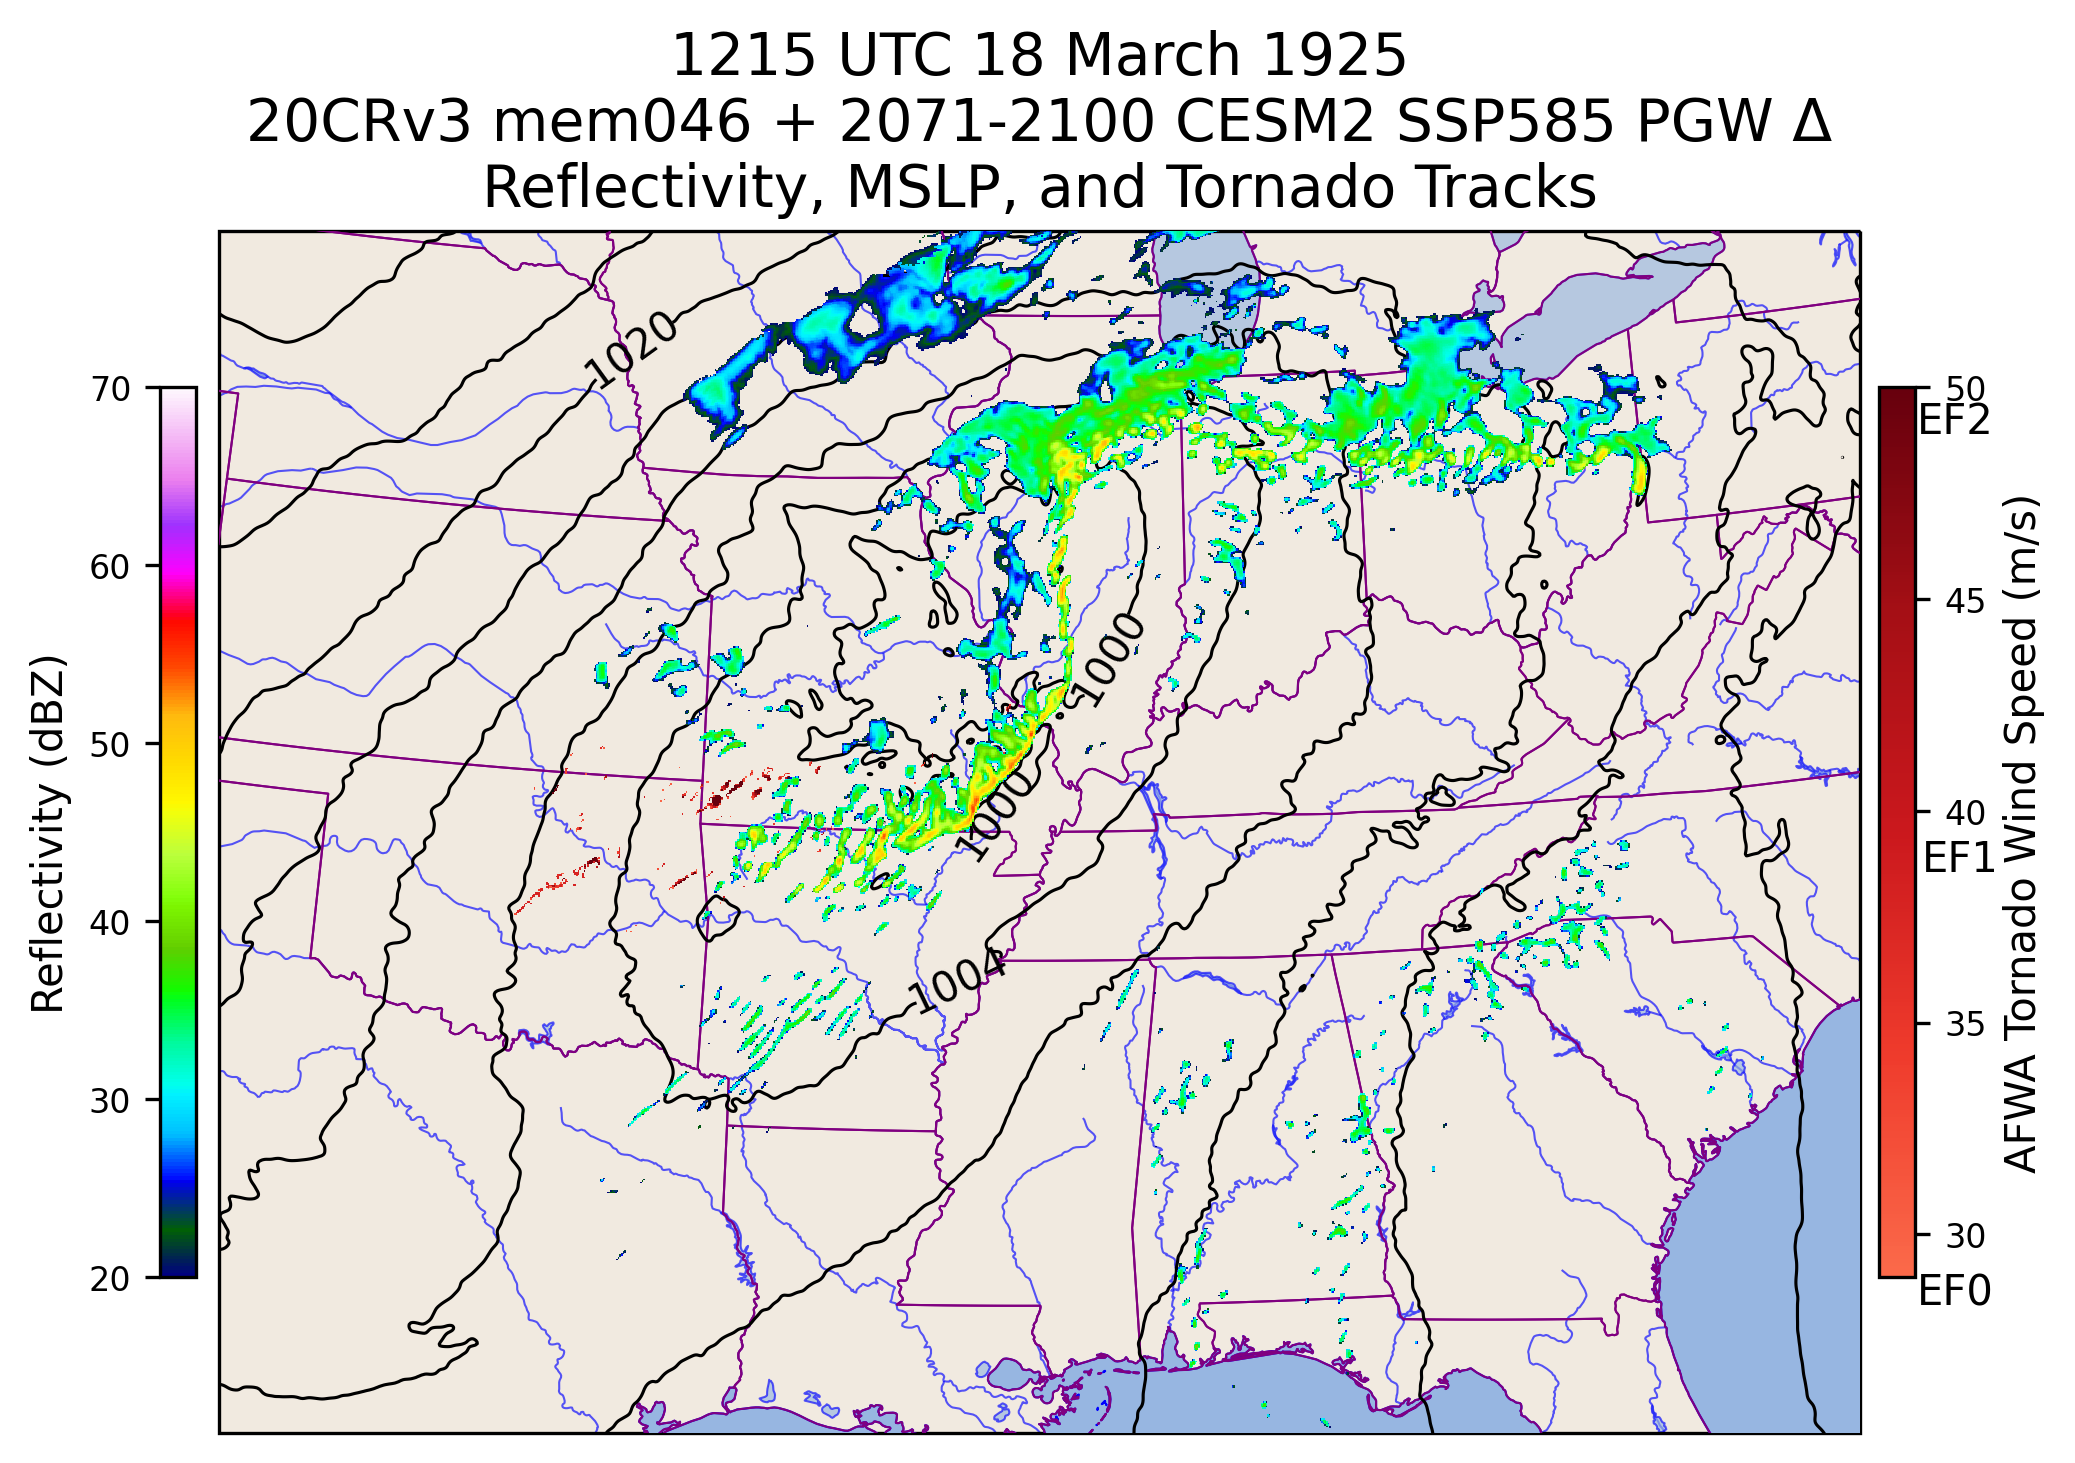 1215 UTC 18 March 1925
20CRv3 mem046 + 2071-2100 CESM2 SSP585 PGW Δ
Reflectivity, MSLP, and Tornado Tracks
Reflectivity (dBZ)
70
60
50
40
30
20
1020
1000
1000
1004
50
EF2
45
40
EF1
35
30
EF0
AFWA Tornado Wind Speed (m/s)